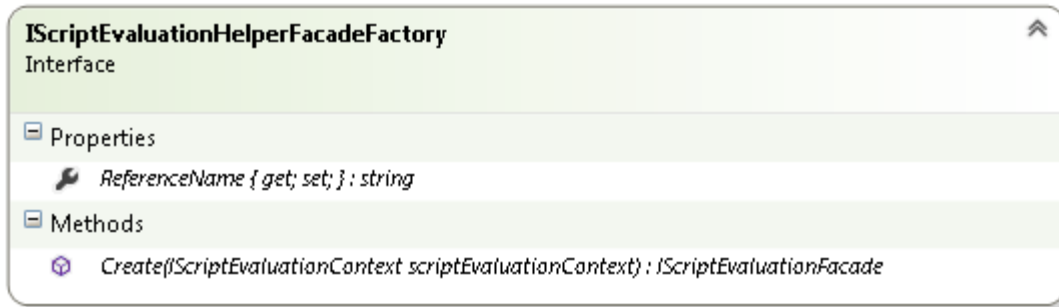 IScriptEvaluationHelperFacadeFactory
Interface
Properties
ReferenceName { get; set; } : string
Methods
Create(IScriptEvaluationContext scriptEvaluationContext) : IScriptEvaluationFacade